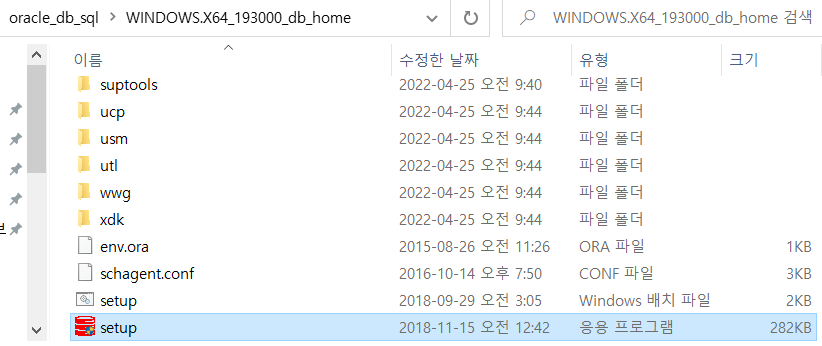 oracle_db_sql > WINDOWS.X64_193000_db_home WINDOWS.X64_193000_db_home 검색
이름 수정한 날짜 유형 크기
suptools 2022-04-25 오전 9:40 파일 폴더
ucp 2022-04-25 오전 9:44 파일 폴더
usm 2022-04-25 오전 9:44 파일 폴더
utl 2022-04-25 오전 9:44 파일 폴더
wwg 2022-04-25 오전 9:44 파일 폴더
xdk 2022-04-25 오전 9:44 파일 폴더
env.ora 2015-08-26 오전 11:26 ORA 파일 1KB
schagent.conf 2016-10-14 오후 7:50 CONF 파일 3KB
setup 2018-09-29 오전 3:05 Windows 배치 파일 2KB
setup 2018-11-15 오전 12:42 응용 프로그램 282KB